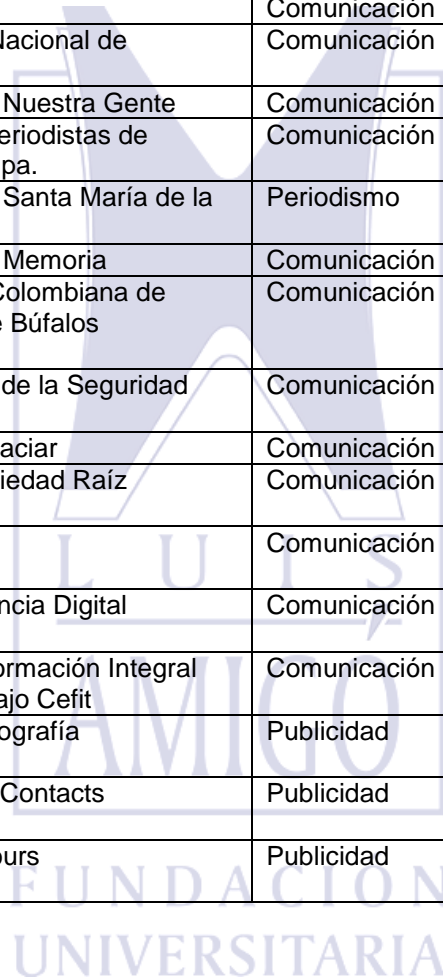 Comunicación
Nacional de Comunicación
Nuestra Gente Comunicación
eriodistas de Comunicación
pa.
Santa María de la Periodismo
Memoria Comunicación
Colombiana de Comunicación
e Búfalos
de la Seguridad Comunicación
aciar Comunicación
iedad Raíz Comunicación
Comunicación
ncia Digital Comunicación
ormación Integral Comunicación
ajo Cefit
ografía Publicidad
Contacts Publicidad
ours Publicidad
LUIS
AMIGÓ
FUNDACIÓN
UNIVERSITARIA